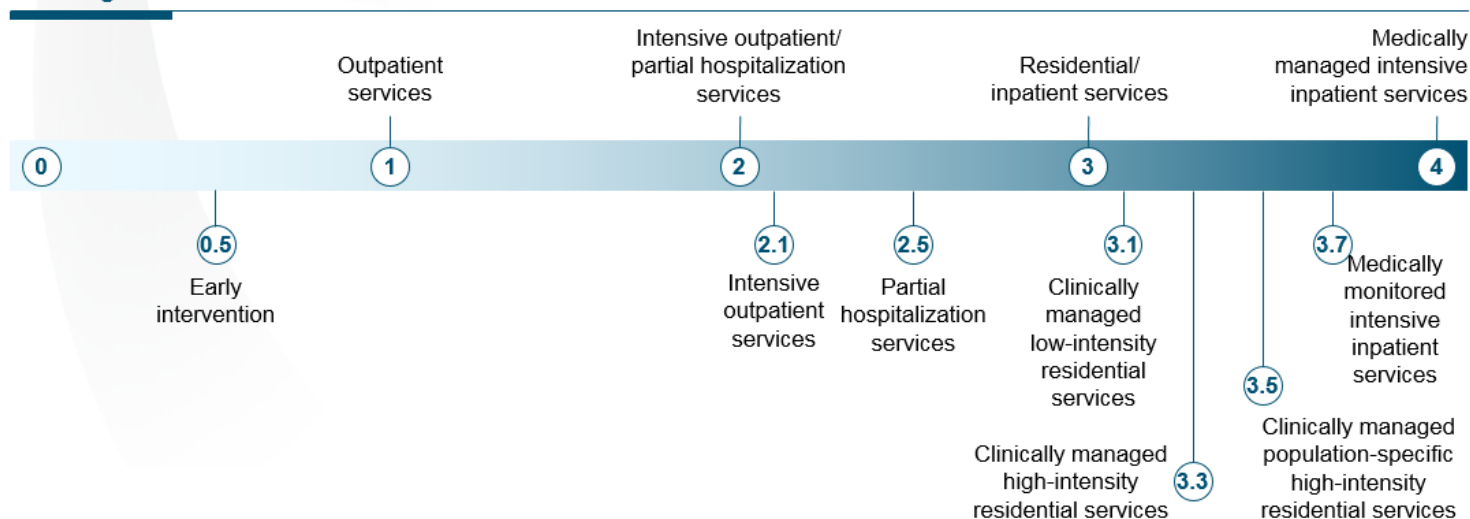 Outpatient
services
Intensive outpatient/
partial hospitalization
services
Residential/
inpatient services
Medically
managed intensive
inpatient services
0
1
2
3
4
0.5
Early
intervention
2.1
Intensive
outpatient
services
2.5
Partial
hospitalization
services
3.1
Clinically
managed
low-intensity
residential
services
3.3
Clinically managed
high-intensity
residential services
3.5
Clinically managed
population-specific
high-intensity
residential services
3.7
Medically
monitored
intensive
inpatient
services